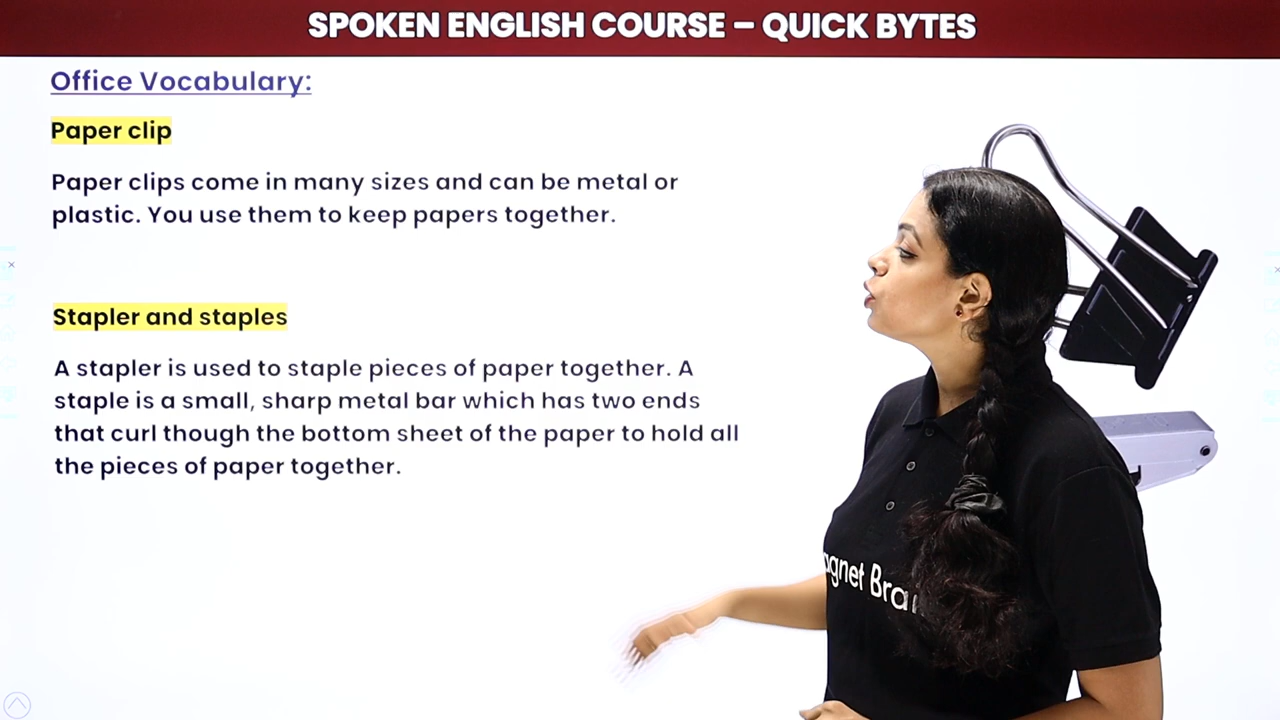 SPOKEN ENGLISH COURSE – QUICK BYTES
Office Vocabulary:
Paper clip
Paper clips come in many sizes and can be metal or
plastic. You use them to keep papers together.
Stapler and staples
A stapler is used to staple pieces of paper together. A
staple is a small, sharp metal bar which has two ends
that curl though the bottom sheet of the paper to hold all
the pieces of paper together.